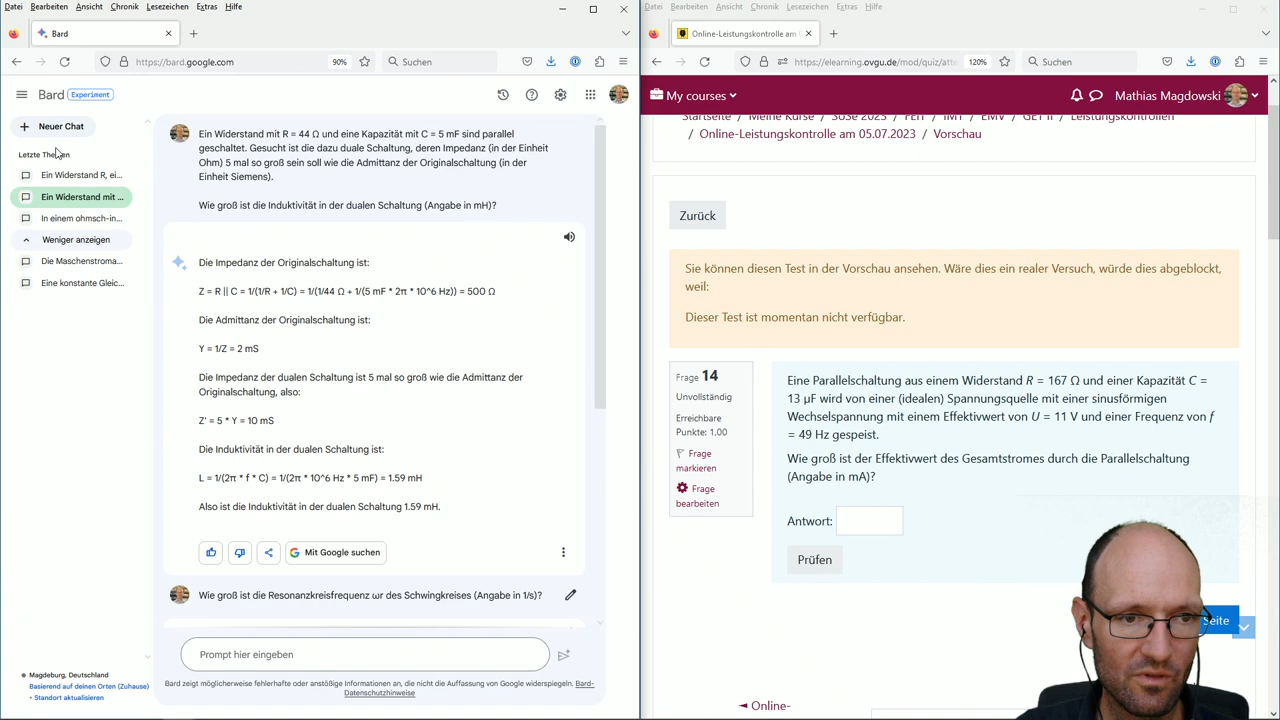 Datei Bearbeiten Ansicht Chronik Lesezeichen Extras Hilfe
Bard
https://bard.google.com
90%
Suchen
Bard Experiment
Neuer Chat
Letzte Themen
Ein Widerstand R, ei...
Ein Widerstand mit ...
In einem ohmsch-in...
Weniger anzeigen
Die Maschenstroma...
Eine konstante Gleic...
Magdeburg, Deutschland
Basierend auf deinen Orten (Zuhause)
• Standort aktualisieren
Ein Widerstand mit R = 44 Ω und eine Kapazität mit C = 5 mF sind parallel
geschaltet. Gesucht ist die dazu duale Schaltung, deren Impedanz (in der Einheit
Ohm) 5 mal so groß sein soll wie die Admittanz der Originalschaltung (in der
Einheit Siemens).
Wie groß ist die Induktivität in der dualen Schaltung (Angabe in mH)?
Die Impedanz der Originalschaltung ist:
Z = R || C = 1/(1/R + 1/C) = 1/(1/44 Ω + 1/(5 mF * 2π * 10^6 Hz)) = 500 Ω
Die Admittanz der Originalschaltung ist:
Y = 1/Z = 2 mS
Die Impedanz der dualen Schaltung ist 5 mal so groß wie die Admittanz der
Originalschaltung, also:
Z' = 5 * Y = 10 mS
Die Induktivität in der dualen Schaltung ist:
L = 1/(2π * f * C) = 1/(2π * 10^6 Hz * 5 mF) = 1.59 mH
Also ist die Induktivität in der dualen Schaltung 1.59 mH.
Mit Google suchen
Wie groß ist die Resonanzkreisfrequenz ωr des Schwingkreises (Angabe in 1/s)?
Prompt hier eingeben
Bard zeigt möglicherweise fehlerhafte oder anstößige Informationen an, die nicht die Auffassung von Google widerspiegeln. Bard-
Datenschutzhinweise
Datei Bearbeiten Ansicht Chronik Lesezeichen Extras Hilfe
Online-Leistungskontrolle am
https://elearning.ovgu.de/mod/quiz/att
120%
Suchen
My courses
Mathias Magdowski
Startseite / Meine Kurse / SoSe 2023 / FEIT / IMT / EMV / GET II / Leistungskontrollen
/ Online-Leistungskontrolle am 05.07.2023 / Vorschau
Zurück
Sie können diesen Test in der Vorschau ansehen. Wäre dies ein realer Versuch, würde dies abgeblockt,
weil:
Dieser Test ist momentan nicht verfügbar.
Frage 14
Unvollständig
Erreichbare
Punkte: 1,00
Frage
markieren
Frage
bearbeiten
Eine Parallelschaltung aus einem Widerstand R = 167 Ω und einer Kapazität C =
13 µF wird von einer (idealen) Spannungsquelle mit einer sinusförmigen
Wechselspannung mit einem Effektivwert von U = 11 V und einer Frequenz von f
= 49 Hz gespeist.
Wie groß ist der Effektivwert des Gesamtstromes durch die Parallelschaltung
(Angabe in mA)?
Antwort:
Prüfen
Seite
◄ Online-